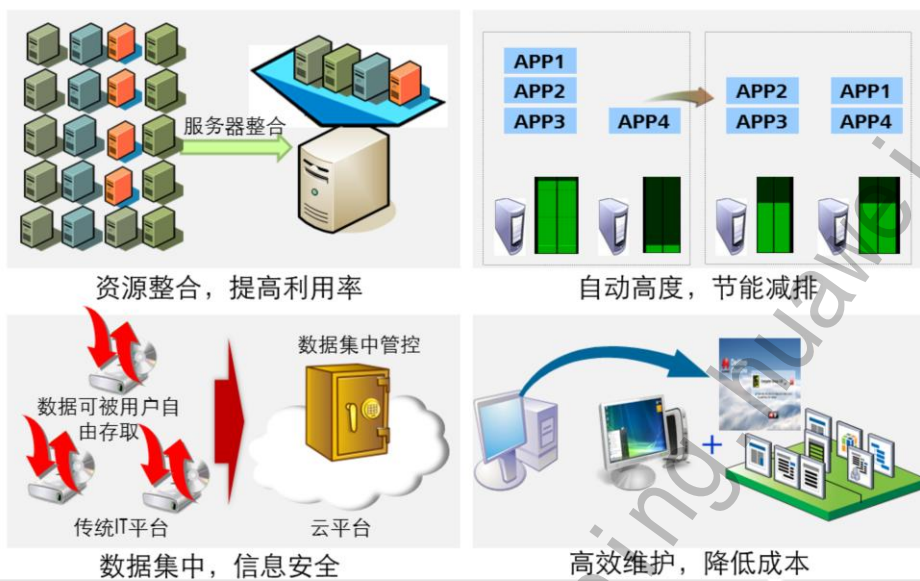 服务器整合
资源整合，提高利用率
APP1
APP2
APP3
APP4
APP2
APP3
APP1
APP4
自动高度，节能减排
数据可被用户自
由存取
传统IT平台
数据集中管控
云平台
数据集中，信息安全
+
高效维护，降低成本
ning.huawei